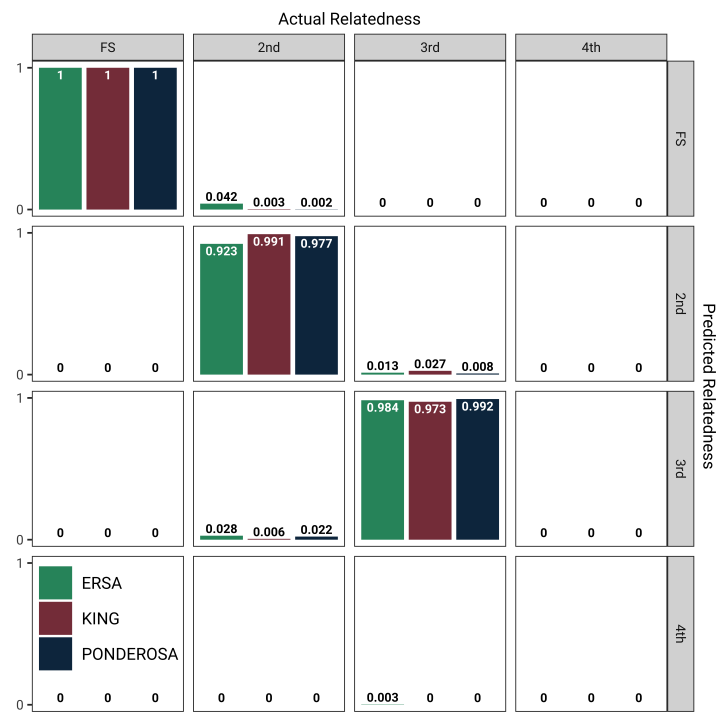 Actual Relatedness
FS 2nd 3rd 4th
1
1 1 1
0.042 0.003 0.002
0 0 0
0 0 0
0
FS
1
0.923 0.991 0.977
0.013 0.027 0.008
0 0 0
0 0 0
0
2nd
Predicted Relatedness
1
0.984 0.973 0.992
0 0 0
0.028 0.006 0.022
0 0 0
0
3rd
1
ERSA
KING
PONDEROSA
0 0 0
0 0 0
0.003 0 0
0 0 0
0
4th